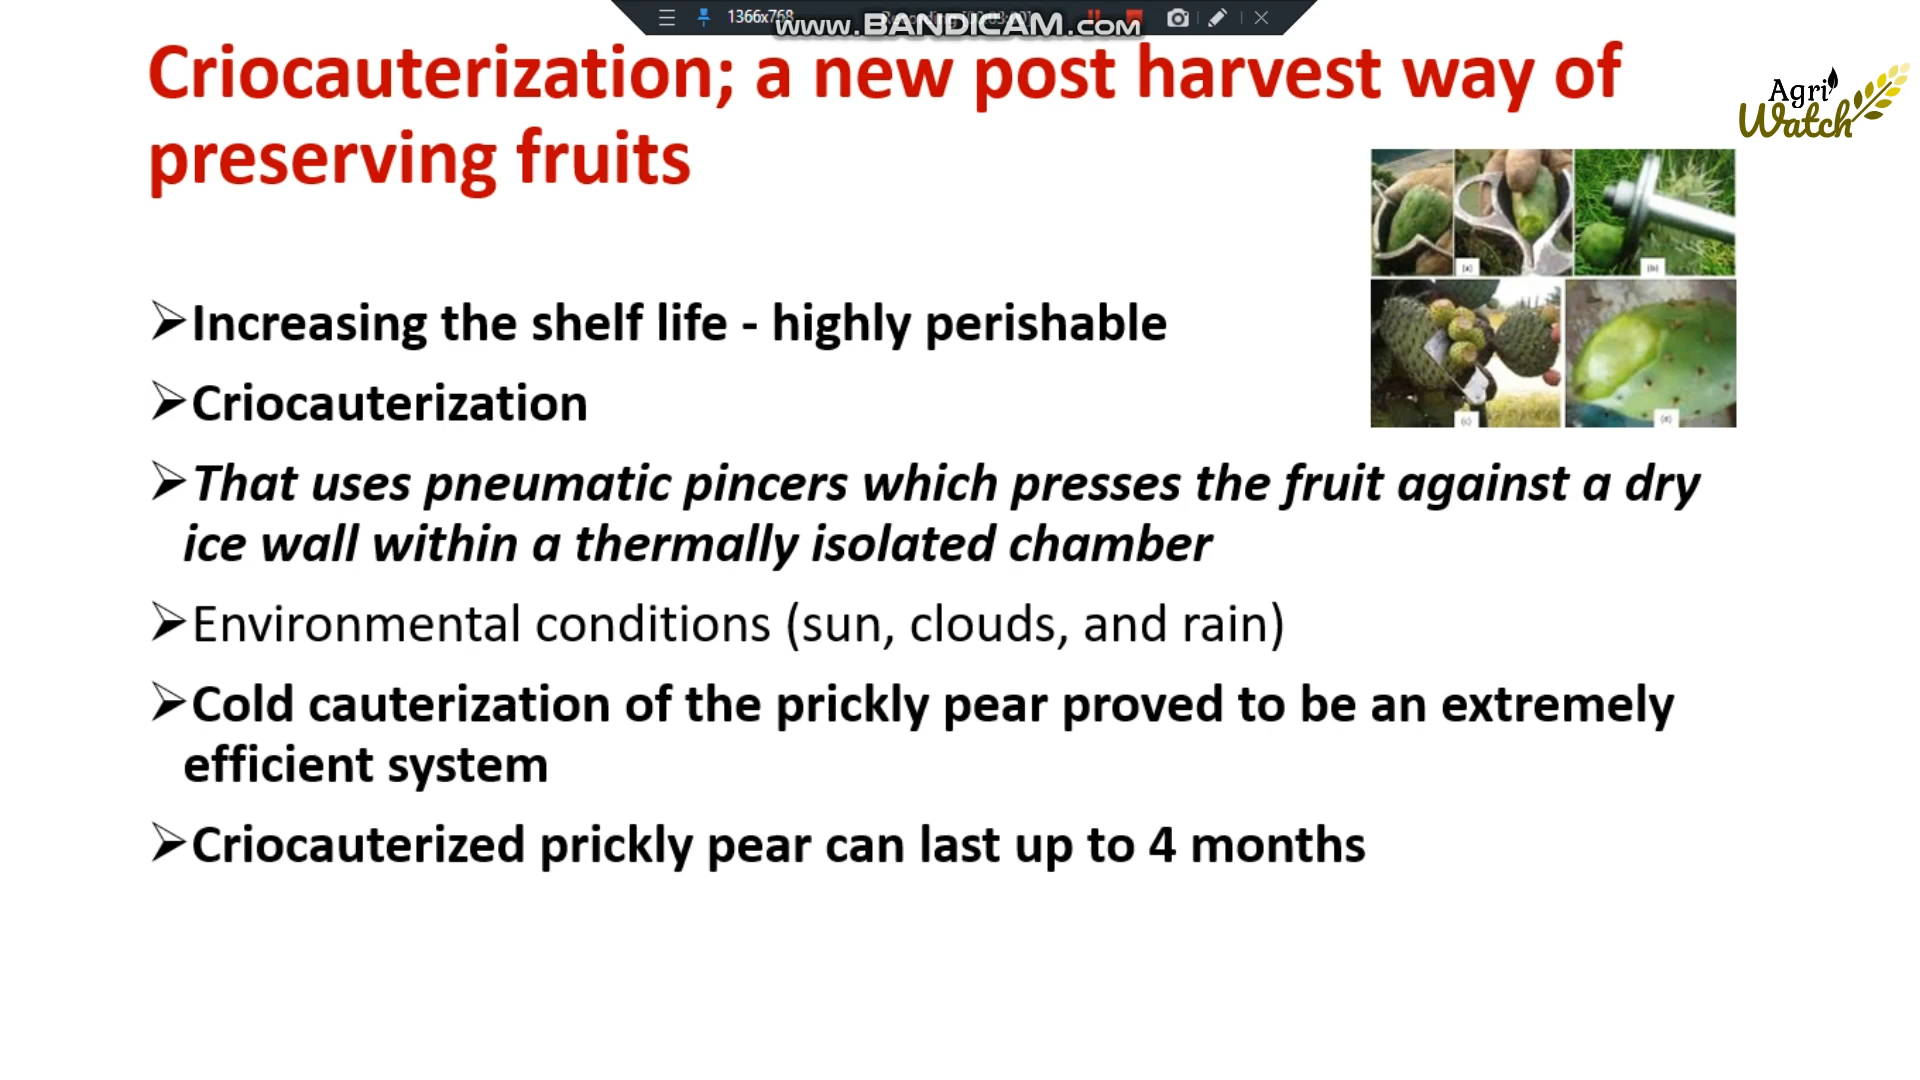 1366x768
www.BANDICAM.com
Criocauterization; a new post harvest way of
preserving fruits
Agri
Watch
(a)
(b)
(c)
(d)
➢Increasing the shelf life - highly perishable
➢Criocauterization
➢That uses pneumatic pincers which presses the fruit against a dry
ice wall within a thermally isolated chamber
➢Environmental conditions (sun, clouds, and rain)
➢Cold cauterization of the prickly pear proved to be an extremely
efficient system
➢Criocauterized prickly pear can last up to 4 months